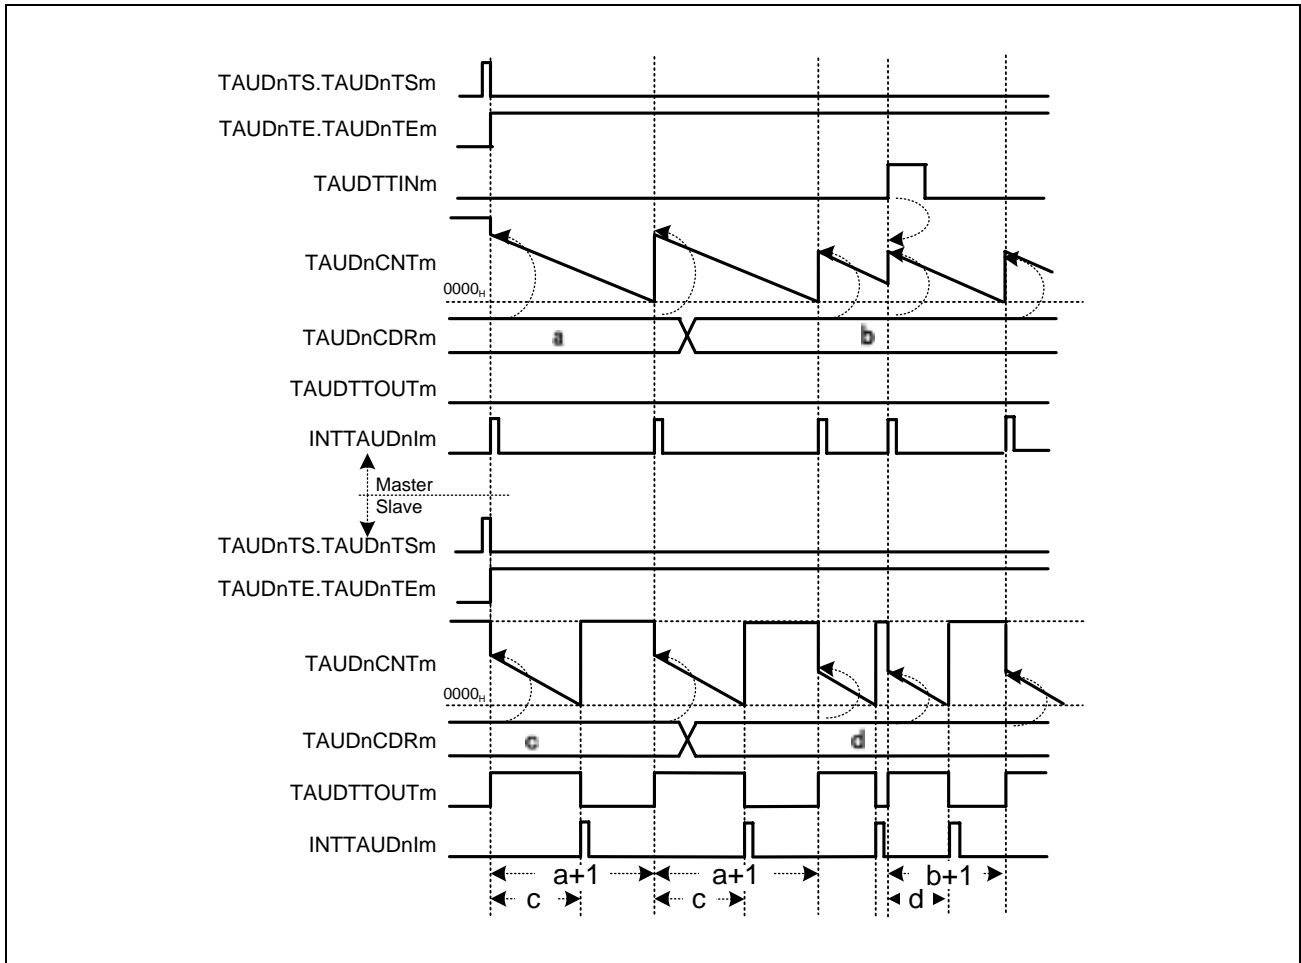 TAUDnTS.TAUDnTSm
TAUDnTE.TAUDnTEm
TAUDTTINm
TAUDnCNTm
0000H
TAUDnCDRm
a
b
TAUDTTOUTm
INTTAUDnIm
Master
Slave
TAUDnTS.TAUDnTSm
TAUDnTE.TAUDnTEm
TAUDnCNTm
0000H
TAUDnCDRm
c
d
TAUDTTOUTm
INTTAUDnIm
a+1
a+1
b+1
c
c
d